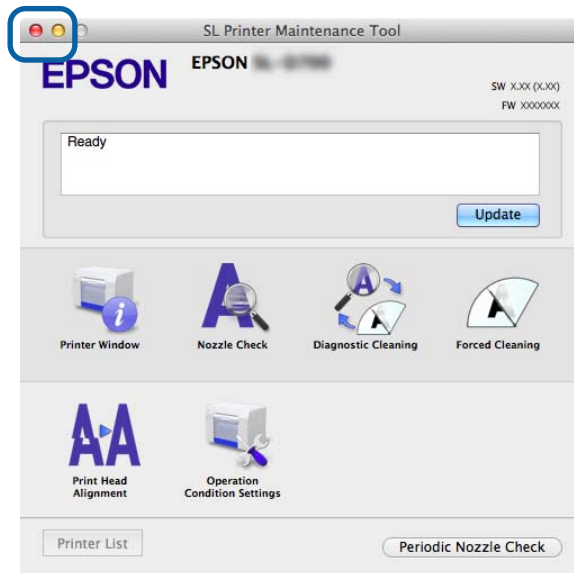 SL Printer Maintenance Tool
EPSON
EPSON
SW X.XX (X.XX)
FW XXXXXXX
Ready
Update
Printer Window
Nozzle Check
Diagnostic Cleaning
Forced Cleaning
Print Head
Alignment
Operation
Condition Settings
Printer List
Periodic Nozzle Check